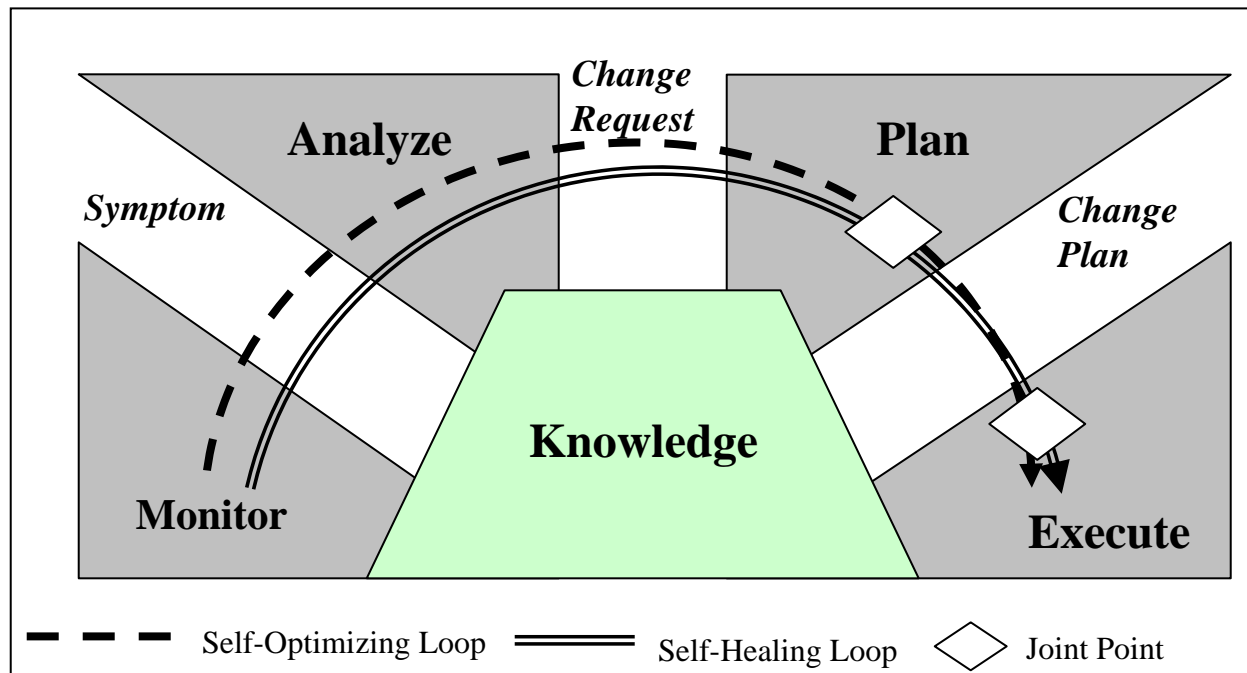 Change
Request
Analyze
Plan
Symptom
Change
Plan
Knowledge
Monitor
Execute
Self-Optimizing Loop
Self-Healing Loop
Joint Point